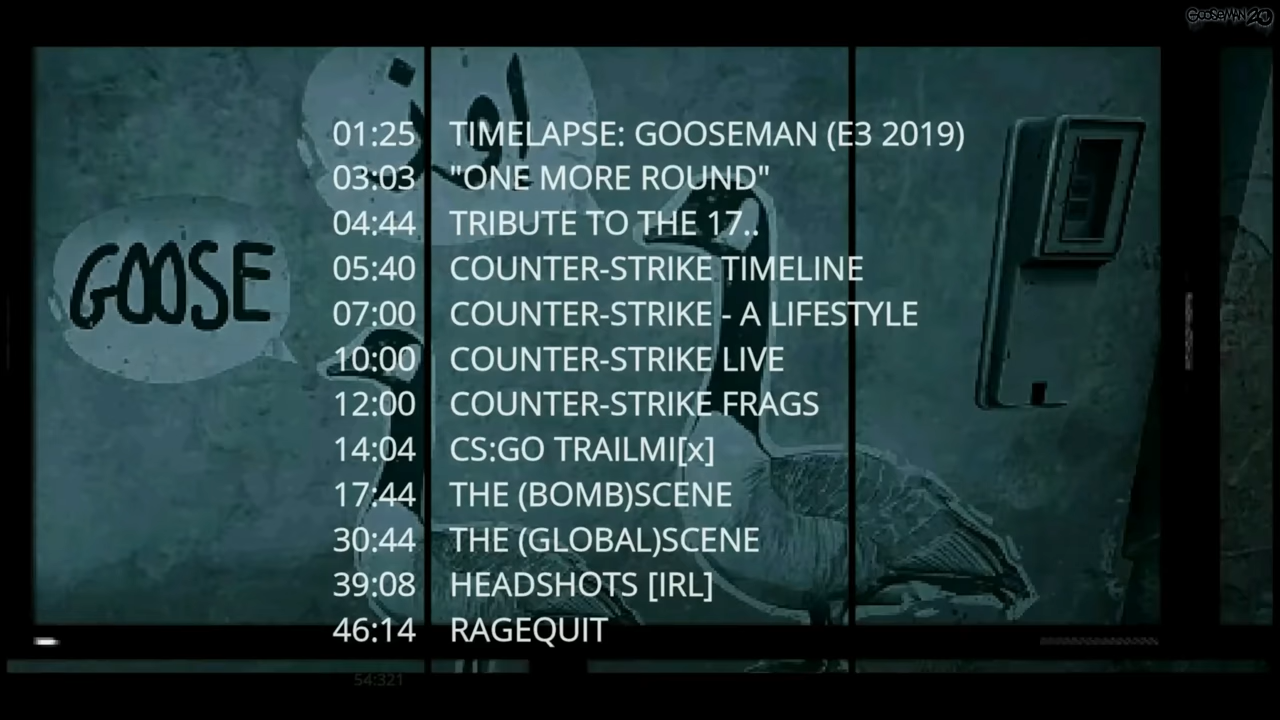 GOOSEMAN20
اوز
GOOSE
01:25 TIMELAPSE: GOOSEMAN (E3 2019)
03:03 "ONE MORE ROUND"
04:44 TRIBUTE TO THE 17..
05:40 COUNTER-STRIKE TIMELINE
07:00 COUNTER-STRIKE - A LIFESTYLE
10:00 COUNTER-STRIKE LIVE
12:00 COUNTER-STRIKE FRAGS
14:04 CS:GO TRAILMI[x]
17:44 THE (BOMB)SCENE
30:44 THE (GLOBAL)SCENE
39:08 HEADSHOTS [IRL]
46:14 RAGEQUIT
54:321